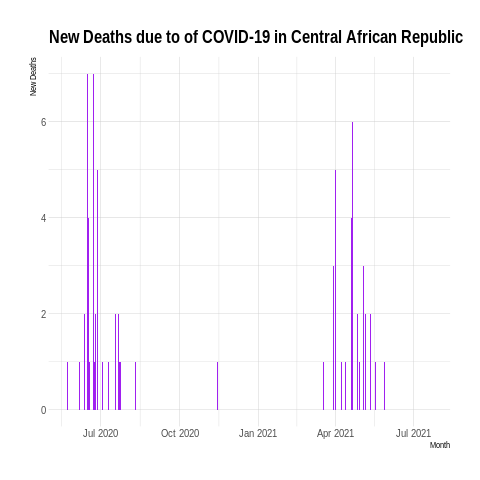 New Deaths due to of COVID-19 in Central African Republic
New Deaths
6
4
2
0
Jul 2020 Oct 2020 Jan 2021 Apr 2021 Jul 2021
Month